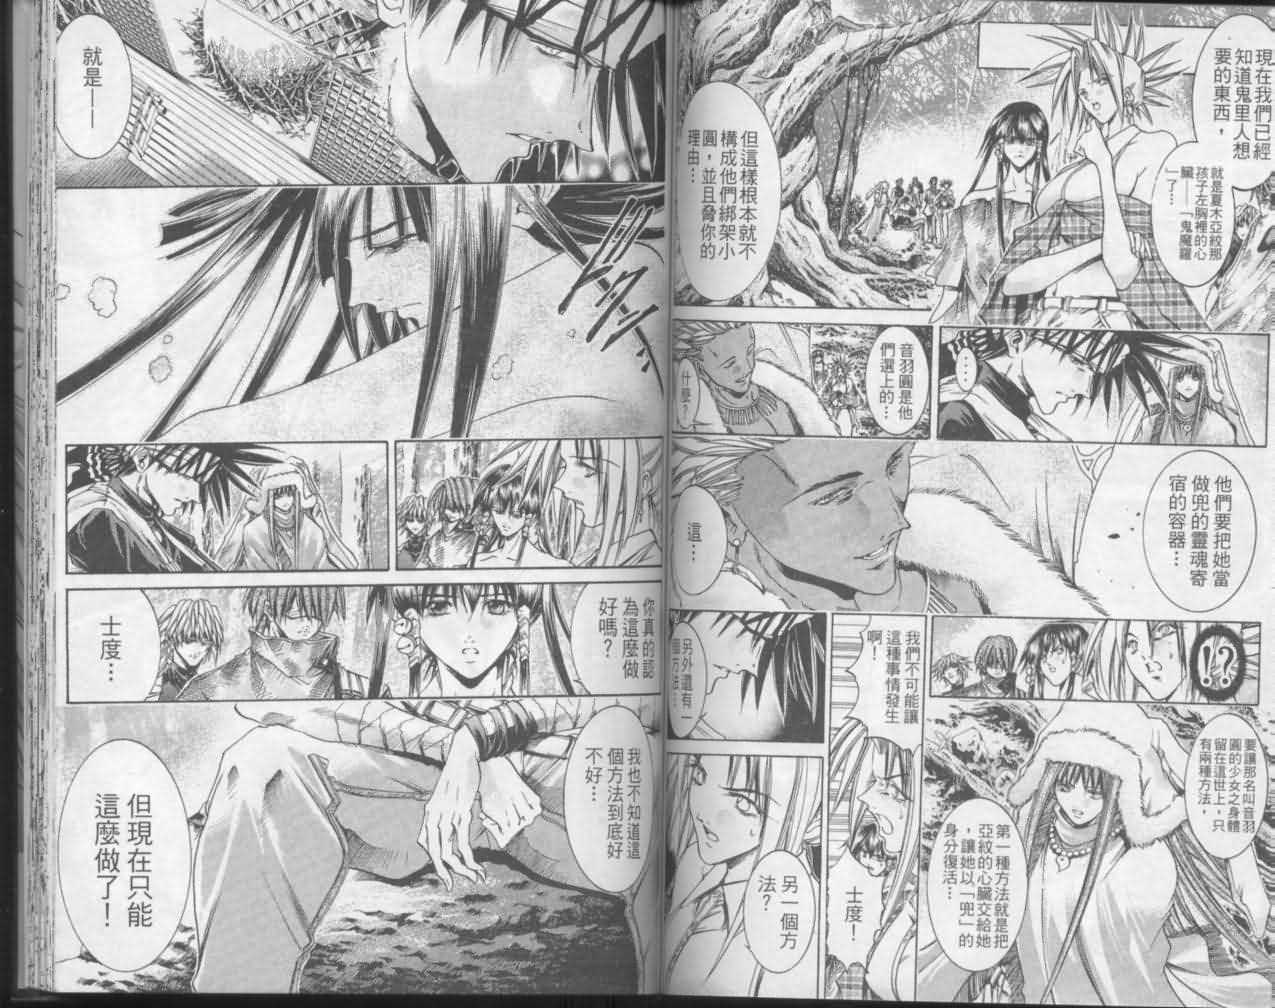 現在我們已經
知道鬼里人想
要的東西，
就是夏木亞紋那
孩子左胸裡的心
臟——「鬼魔羅
」了…
但這樣根本就不
構成他們綁架小
圓，並且脅你的
理由…
…
音羽圓是他
們選上的…
什麼？
他們要把她當
做兜的靈魂寄
宿的容器…
這…
!!?
我們不可能讓
這種事情發生
啊！
另外還有一
個方法…
要讓那名叫音羽
圓的少女之身體
留在這世上，只
有兩種方法，
第一種方法就是把
亞紋的心臟交給她
，讓她以「兜」的
身分復活…
士度！
另一個方
法？
就是——
你真的認
為這麼做
好嗎？
士度…
我也不知道這
個方法到底好
不好…
但現在只能
這麼做了！